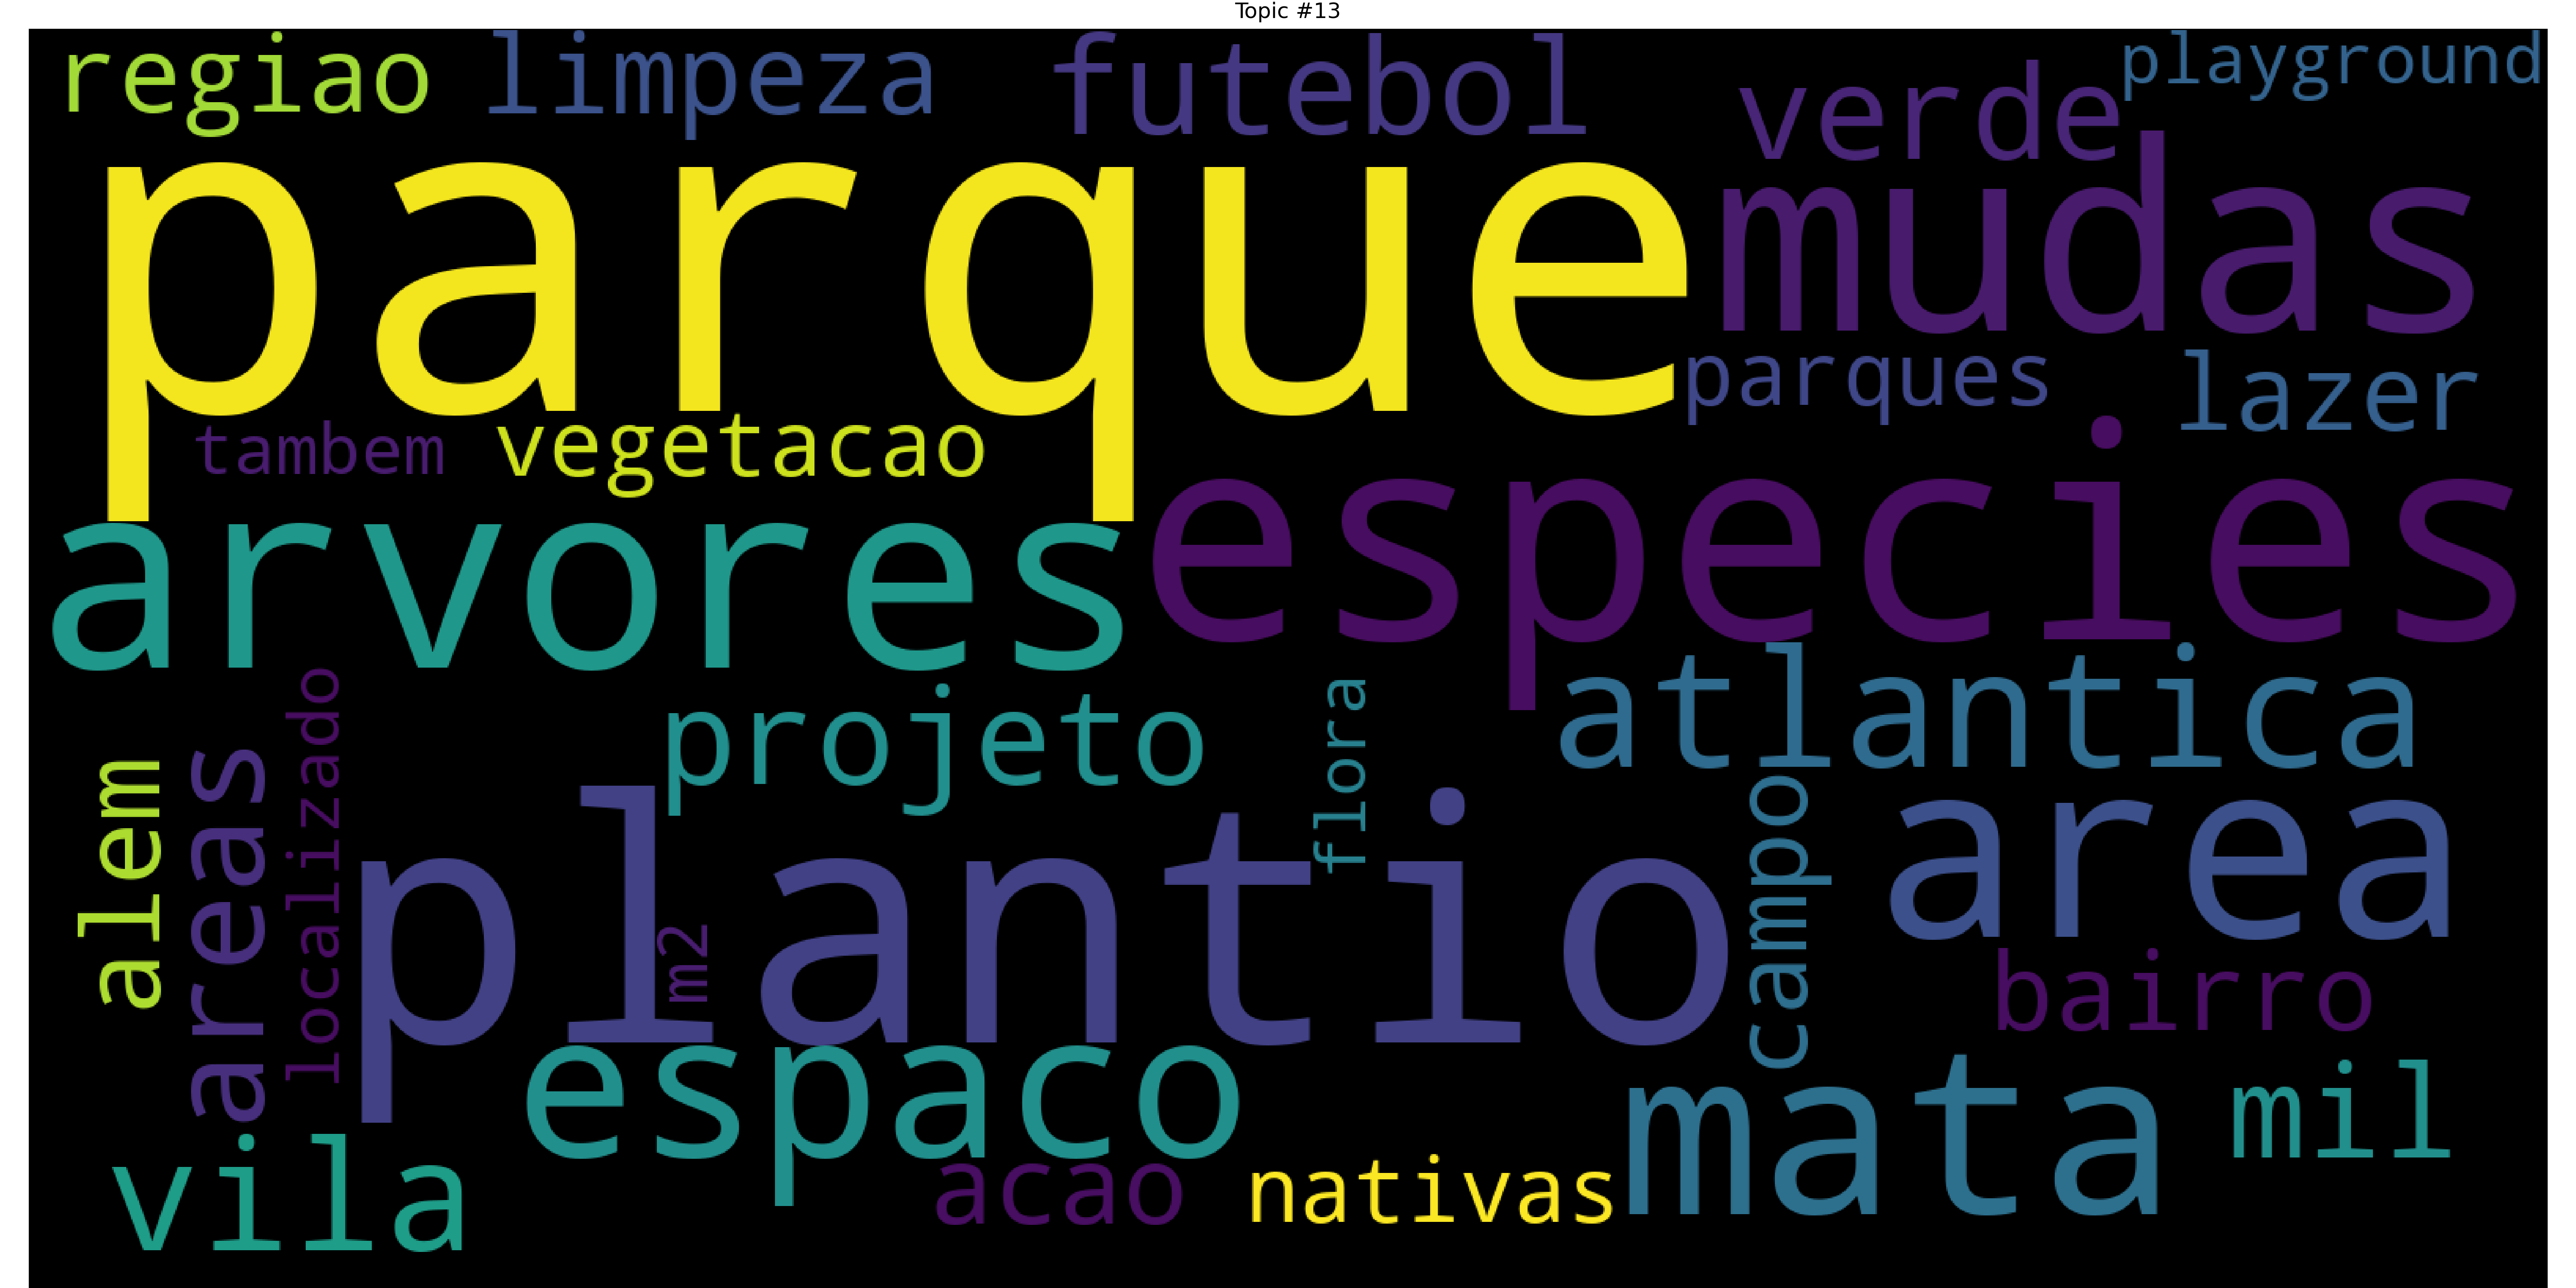 Topic #13
regiao
limpeza
futebol
verde
playground
parque
mudas
parques
lazer
tambem
vegetacao
especies
arvores
projeto
flora
atlantica
alem
areas
localizado
plantio
m2
campo
area
bairro
espaco
mata
mil
vila
acao
nativas